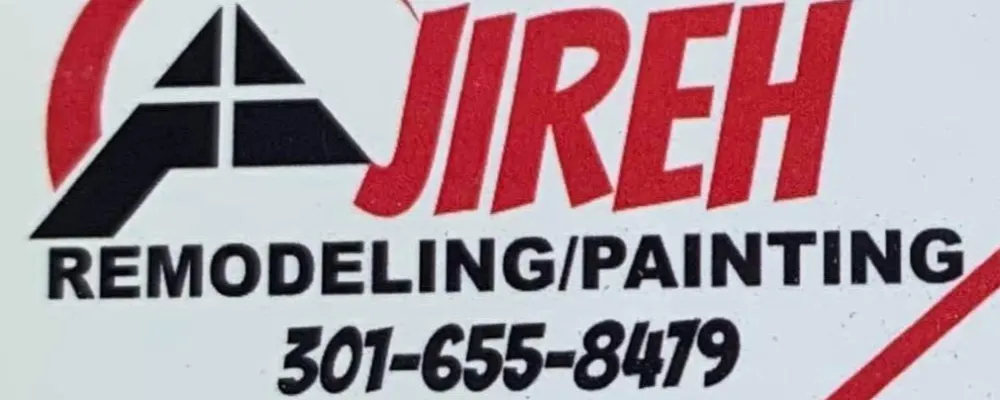 JIREH
REMODELING/PAINTING
301-655-8479